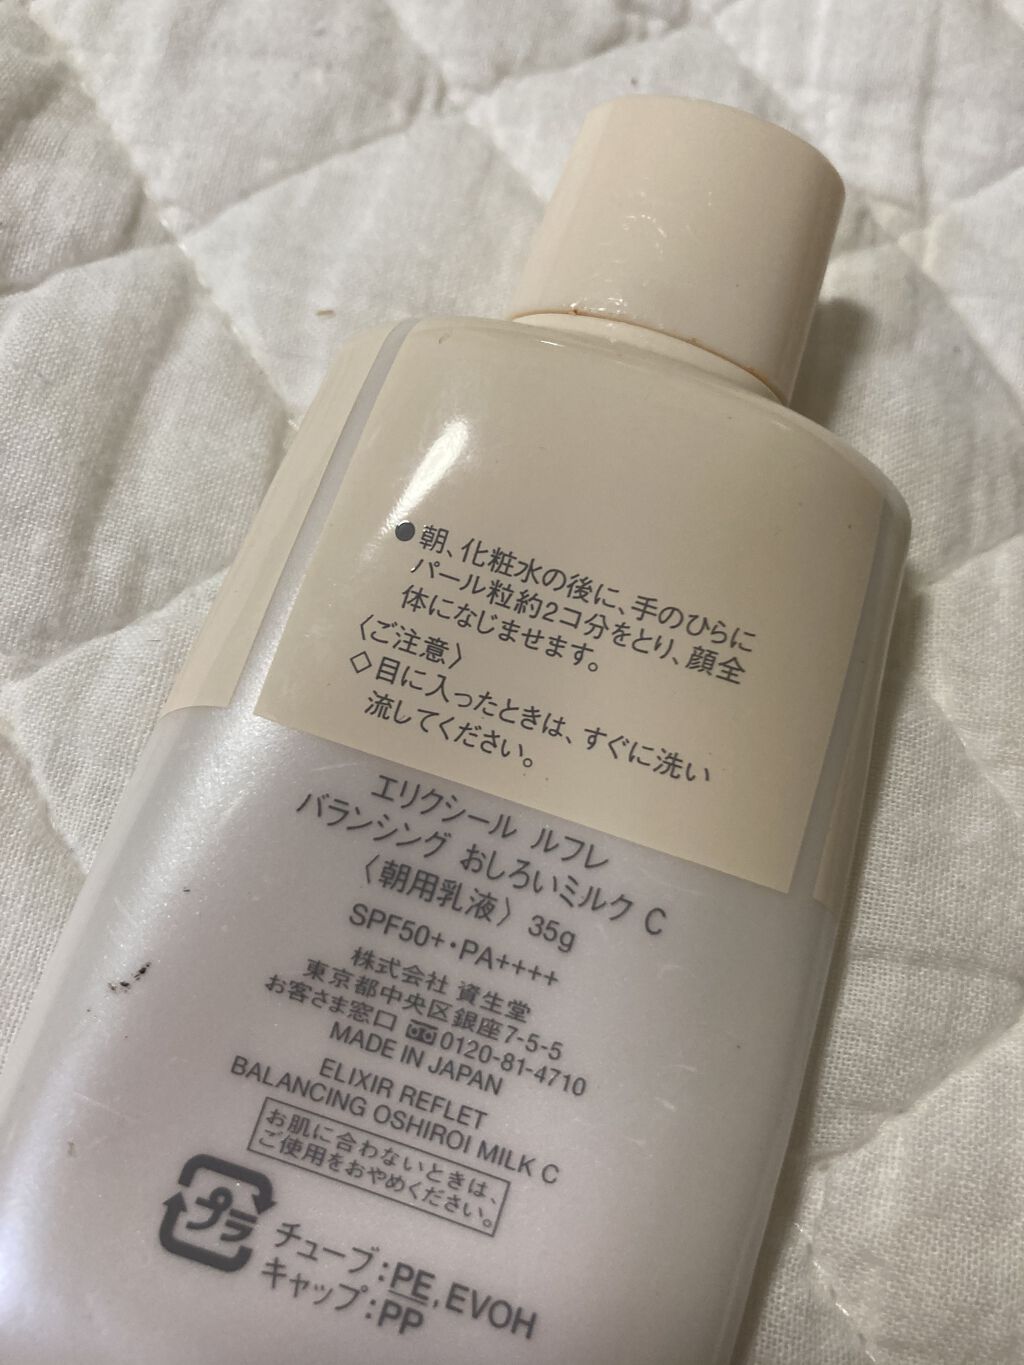 ●朝、化粧水の後に、手のひらに
パール粒約2コ分をとり、顔全
体になじませます。
〈ご注意〉
◇目に入ったときは、すぐに洗い
流してください。
エリクシール ルフレ
バランシング おしろいミルク C
〈朝用乳液〉 35g
SPF50+・PA++++
株式会社 資生堂
東京都中央区銀座7-5-5
お客さま窓口 0120-81-4710
MADE IN JAPAN
ELIXIR REFLET
BALANCING OSHIROI MILK C
お肌に合わないときは、
ご使用をおやめください。
プラ
チューブ:PE, EVOH
キャップ:PP